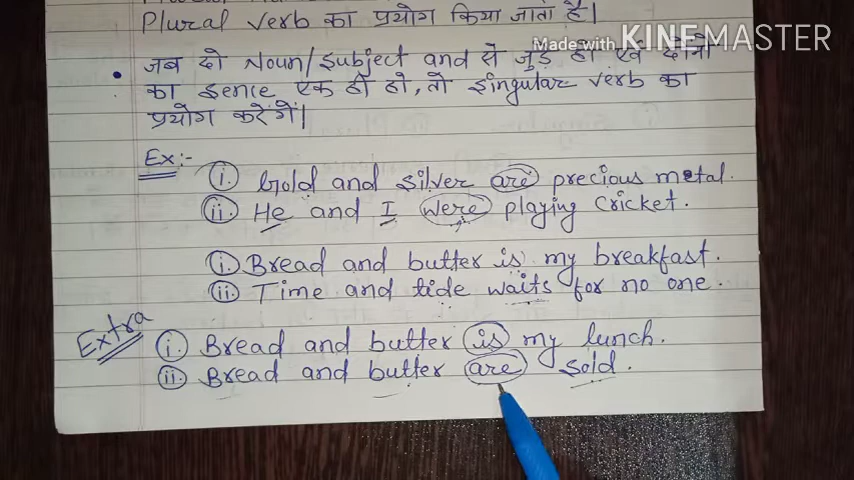 Plural verb का प्रयोग किया जाता है।
Made with KINEMASTER
• जब दो Noun/Subject and से जुड़े हो एवं दोनों
का sence एक ही हो, तो singular verb का
प्रयोग करेंगें।
Ex:-
(i). Gold and silver are precious metal.
(ii) He and I were playing Cricket.
(i). Bread and butter is my breakfast.
(ii) Time and tide waits for no one.
Extra
(i) Bread and butter is my lunch.
(ii). Bread and butter are sold.